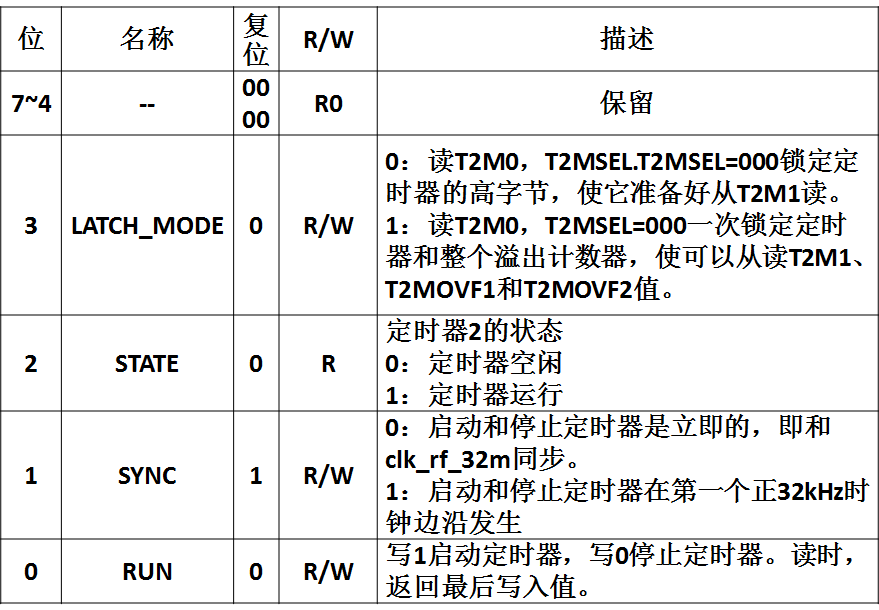 位 名称 复位 R/W 描述
7~4 -- 00 00 R0 保留
3 LATCH_MODE 0 R/W
0：读T2M0，T2MSEL.T2MSEL=000锁定定
时器的高字节，使它准备好从T2M1读。
1：读T2M0，T2MSEL=000一次锁定定时
器和整个溢出计数器，使可以从读T2M1、
T2MOVF1和T2MOVF2值。
2 STATE 0 R
定时器2的状态
0：定时器空闲
1：定时器运行
1 SYNC 1 R/W
0：启动和停止定时器是立即的，即和
clk_rf_32m同步。
1：启动和停止定时器在第一个正32kHz时
钟边沿发生
0 RUN 0 R/W
写1启动定时器，写0停止定时器。读时，
返回最后写入值。